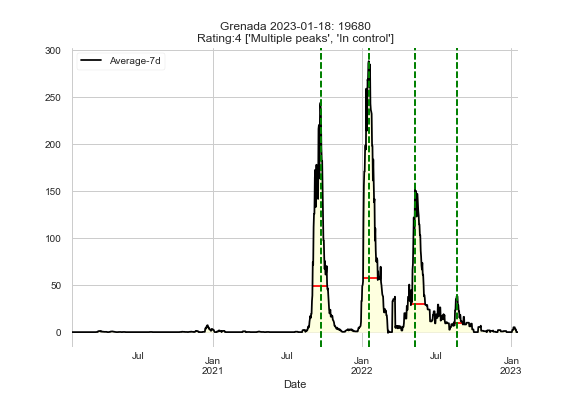 Grenada 2023-01-18: 19680
Rating:4 ['Multiple peaks', 'In control']
300
Average-7d
250
200
150
100
50
0
Jul Jan Jul Jan Jul Jan
2021 2022 2023
Date